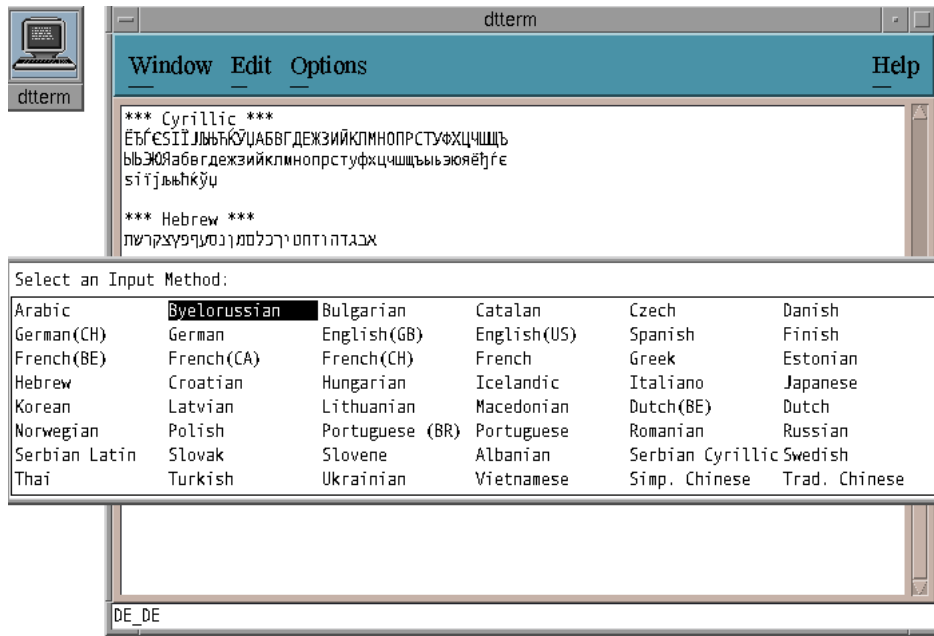 dtterm
dtterm
Window Edit Options Help
*** Cyrillic ***
ЁЂЃЄЅІЇЈЉЊЋЌЎЏАБВГДЕЖЗИЙКЛМНОПРСТУФХЦЧШЩЪ
ЫЬЭЮЯабвгдежзийклмнопрстуфхцчшщъыьэюяёђѓє
ѕіїјљњћќўџ
*** Hebrew ***
אבגדהוזחטיךכלםמןנסעףפץצקרשת
Select an Input Method:
Arabic Byelorussian Bulgarian Catalan Czech Danish
German(CH) German English(GB) English(US) Spanish Finish
French(BE) French(CA) French(CH) French Greek Estonian
Hebrew Croatian Hungarian Icelandic Italiano Japanese
Korean Latvian Lithuanian Macedonian Dutch(BE) Dutch
Norwegian Polish Portuguese (BR) Portuguese Romanian Russian
Serbian Latin Slovak Slovene Albanian Serbian Cyrillic Swedish
Thai Turkish Ukrainian Vietnamese Simp. Chinese Trad. Chinese
DE_DE